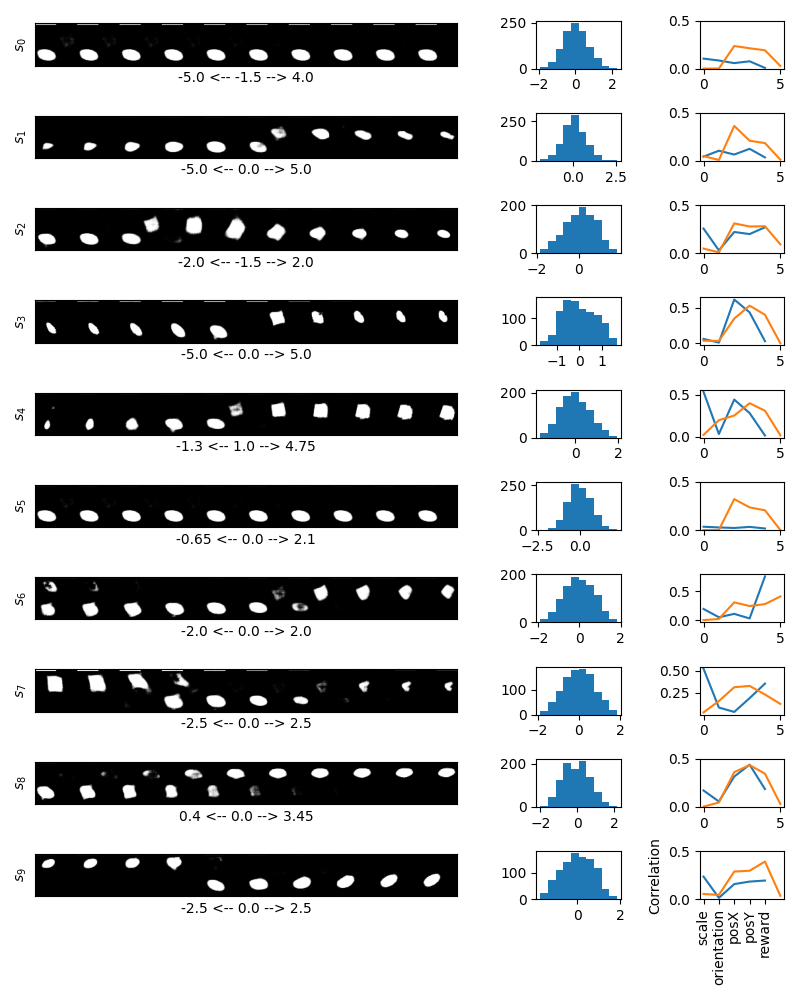 s0
-5.0 <-- -1.5 --> 4.0
250
0
−2 0 2
0.5
0.0
0 5
s1
-5.0 <-- 0.0 --> 5.0
250
0
0.0 2.5
0.5
0.0
0 5
s2
-2.0 <-- -1.5 --> 2.0
200
0
−2 0
0.5
0.0
0 5
s3
-5.0 <-- 0.0 --> 5.0
100
0
−1 0 1
0.5
0.0
0 5
s4
-1.3 <-- 1.0 --> 4.75
200
0
0 2
0.5
0.0
0 5
s5
-0.65 <-- 0.0 --> 2.1
250
0
−2.5 0.0
0.5
0.0
0 5
s6
-2.0 <-- 0.0 --> 2.0
200
0
−2 0 2
0.5
0.0
0 5
s7
-2.5 <-- 0.0 --> 2.5
100
0
−2 0 2
0.50
0.25
0 5
s8
0.4 <-- 0.0 --> 3.45
200
0
−2 0 2
0.5
0.0
0 5
s9
-2.5 <-- 0.0 --> 2.5
100
0
0 2
Correlation
0.5
0.0
scale
orientation
posX
posY
reward